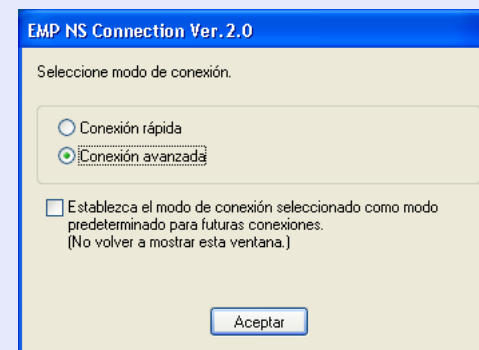 EMP NS Connection Ver.2.0
Seleccione modo de conexión.
Conexión rápida
Conexión avanzada
Establezca el modo de conexión seleccionado como modo
predeterminado para futuras conexiones.
(No volver a mostrar esta ventana.)
Aceptar